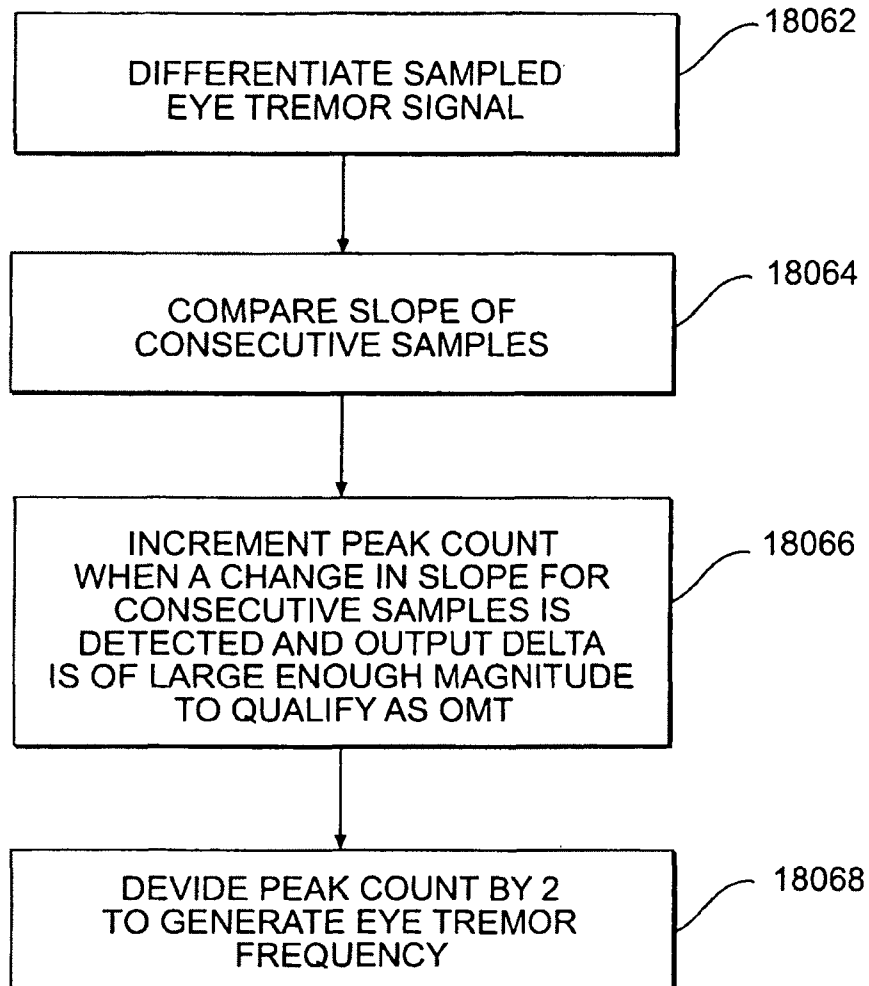 18062
DIFFERENTIATE SAMPLED
EYE TREMOR SIGNAL
18064
COMPARE SLOPE OF
CONSECUTIVE SAMPLES
18066
INCREMENT PEAK COUNT
WHEN A CHANGE IN SLOPE FOR
CONSECUTIVE SAMPLES IS
DETECTED AND OUTPUT DELTA
IS OF LARGE ENOUGH MAGNITUDE
TO QUALIFY AS OMT
18068
DEVIDE PEAK COUNT BY 2
TO GENERATE EYE TREMOR
FREQUENCY